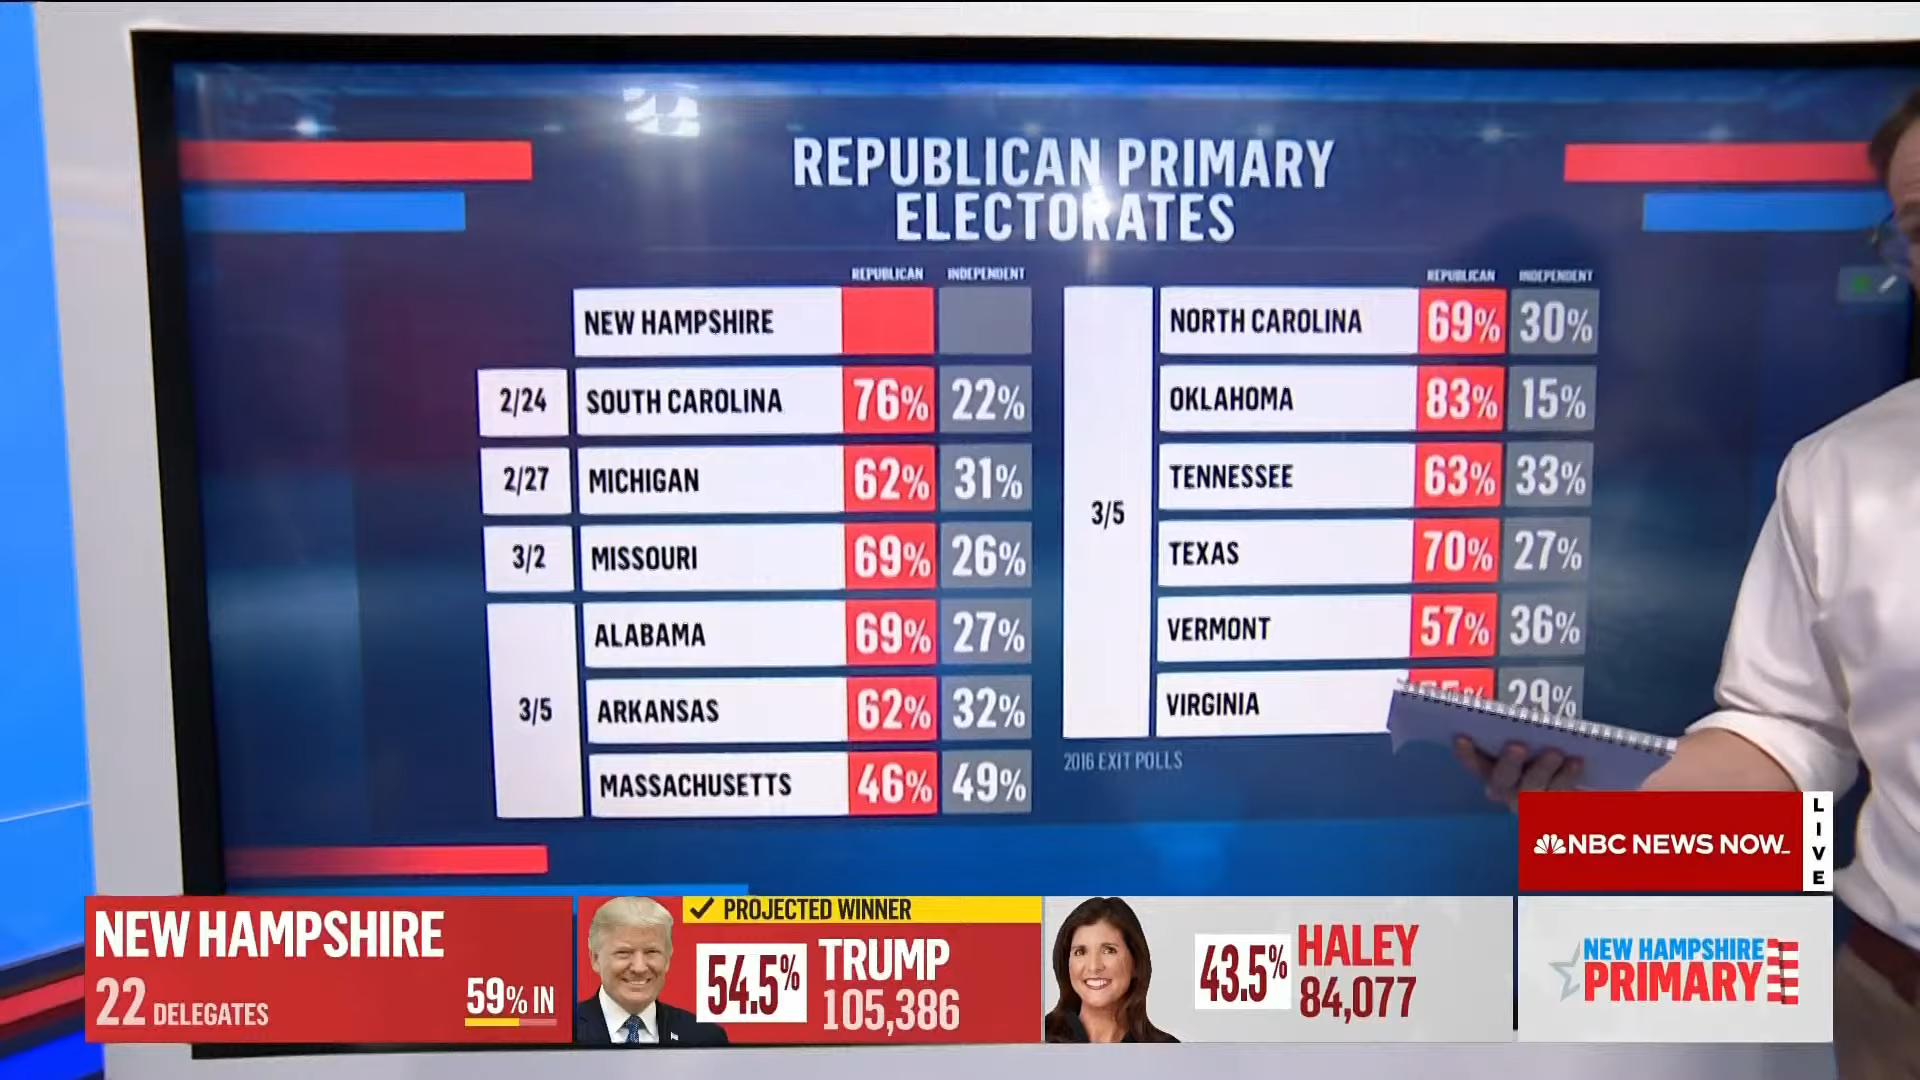 REPUBLICAN PRIMARY
ELECTORATES
REPUBLICAN INDEPENDENT
NEW HAMPSHIRE
2/24 SOUTH CAROLINA 76% 22%
2/27 MICHIGAN 62% 31%
3/2 MISSOURI 69% 26%
3/5
ALABAMA 69% 27%
ARKANSAS 62% 32%
MASSACHUSETTS 46% 49%
REPUBLICAN INDEPENDENT
3/5
NORTH CAROLINA 69% 30%
OKLAHOMA 83% 15%
TENNESSEE 63% 33%
TEXAS 70% 27%
VERMONT 57% 36%
VIRGINIA 29%
2016 EXIT POLLS
NBC NEWS NOW
LIVE
NEW HAMPSHIRE
22 DELEGATES
59% IN
PROJECTED WINNER
54.5% TRUMP
105,386
43.5% HALEY
84,077
NEW HAMPSHIRE
PRIMARY